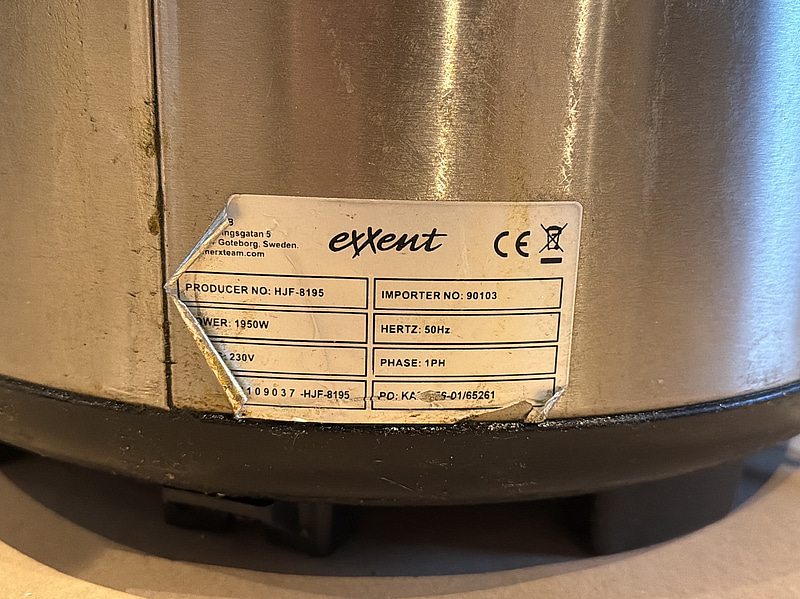 B
ingsgatan 5
Goteborg, Sweden.
nerxteam.com
exxent
CE
PRODUCER NO: HJF-8195
IMPORTER NO: 90103
OWER: 1950W
HERTZ: 50Hz
: 230V
PHASE: 1PH
109037-HJF-8195
PO: KA 6-01/65261